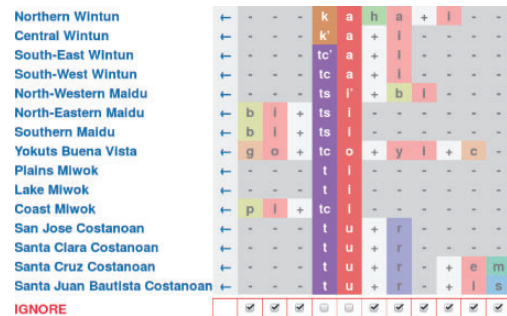 Northern Wintun ← - - - k a h a + i - -
Central Wintun ← - - - k' a + i - - - -
South-East Wintun ← - - - tc' a + i - - - -
South-West Wintun ← - - - tc a + i - - - -
North-Western Maidu ← - - - ts i' + b i - - -
North-Eastern Maidu ← b i + ts i - - - - - -
Southern Maidu ← b i + ts i - - - - - -
Yokuts Buena Vista ← g o + tc o + y i + c -
Plains Miwok ← - - - t i - - - - - -
Lake Miwok ← - - - t i - - - - - -
Coast Miwok ← p i + tc i - - - - - -
San Jose Costanoan ← - - - t u + r - - - -
Santa Clara Costanoan ← - - - t u + r - - - -
Santa Cruz Costanoan ← - - - t u + r - + e m
Santa Juan Bautista Costanoan ← - - - t u + r - + i s
IGNORE